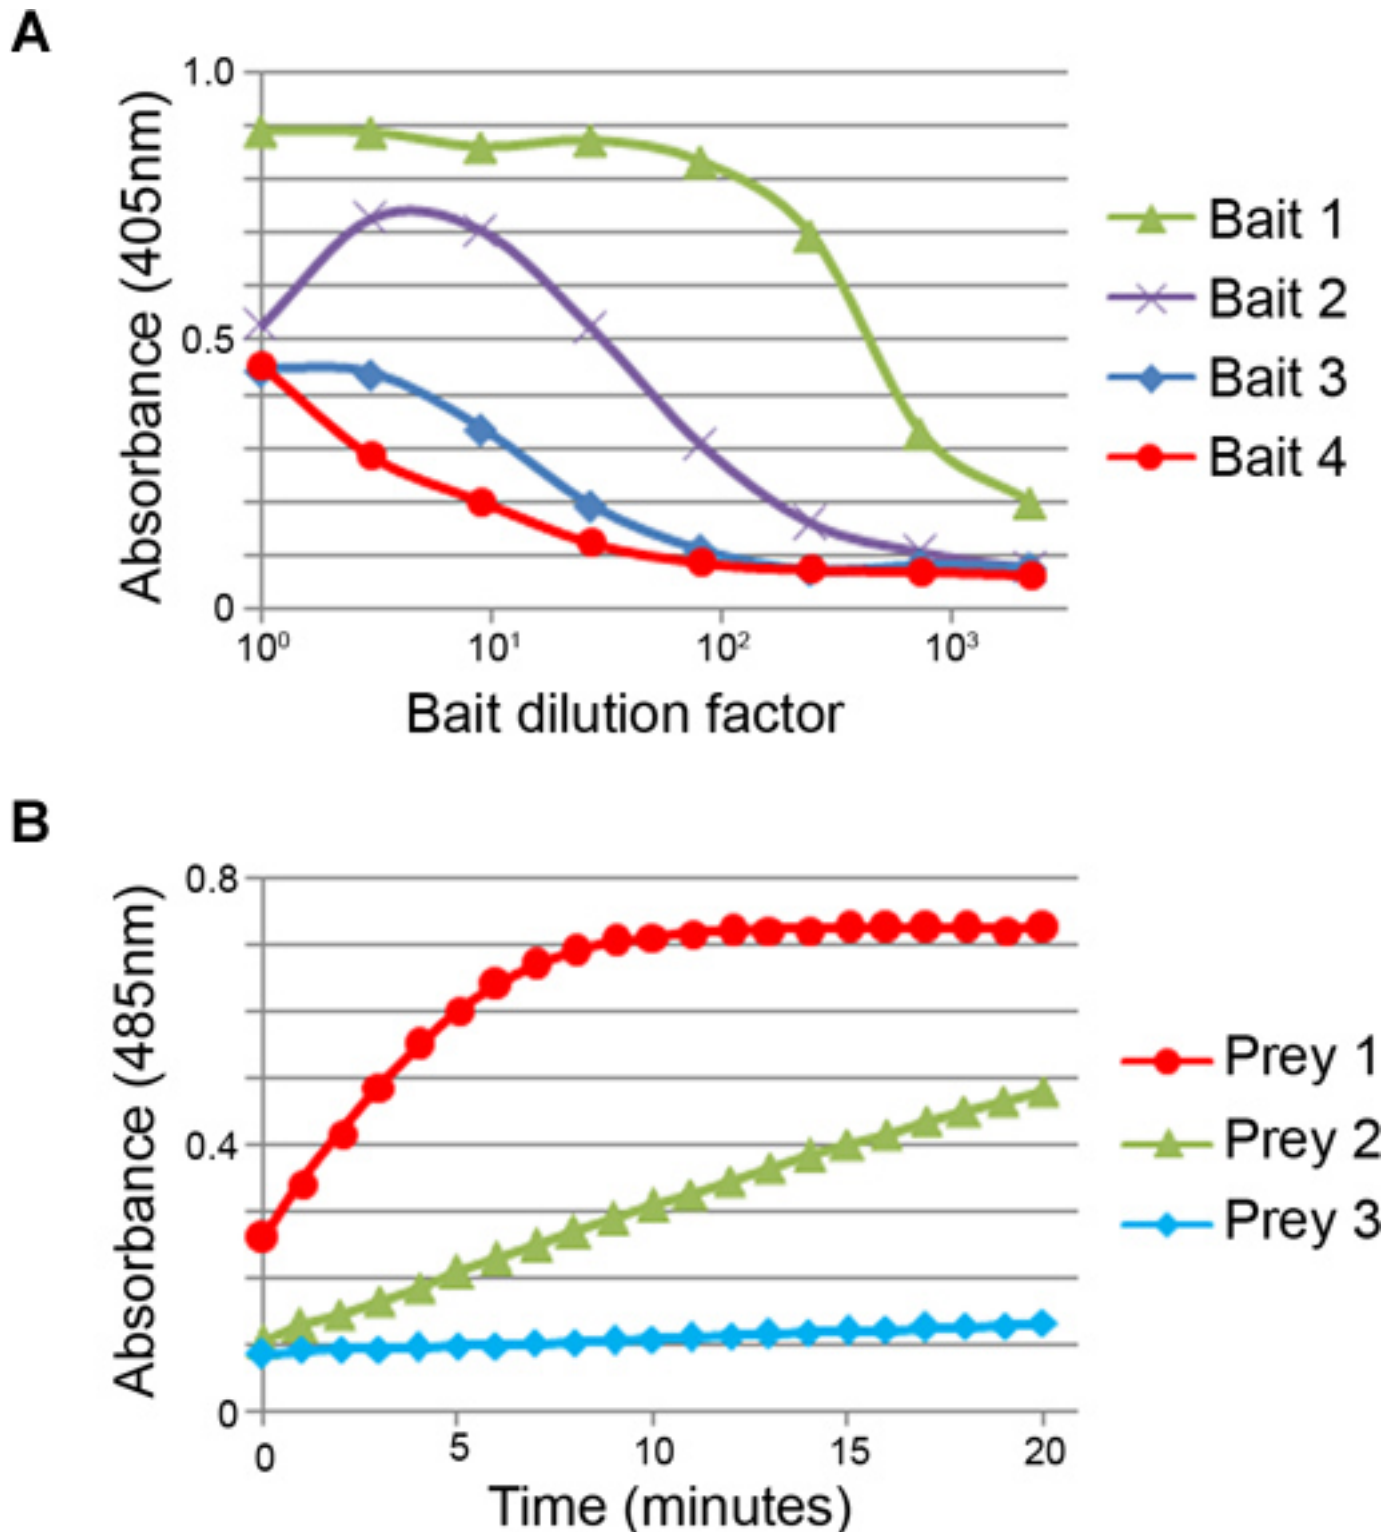 A
Absorbance (405nm)
1.0
0.5
0
10⁰ 10¹ 10² 10³
Bait dilution factor
Bait 1
Bait 2
Bait 3
Bait 4
B
Absorbance (485nm)
0.8
0.4
0
0 5 10 15 20
Time (minutes)
Prey 1
Prey 2
Prey 3